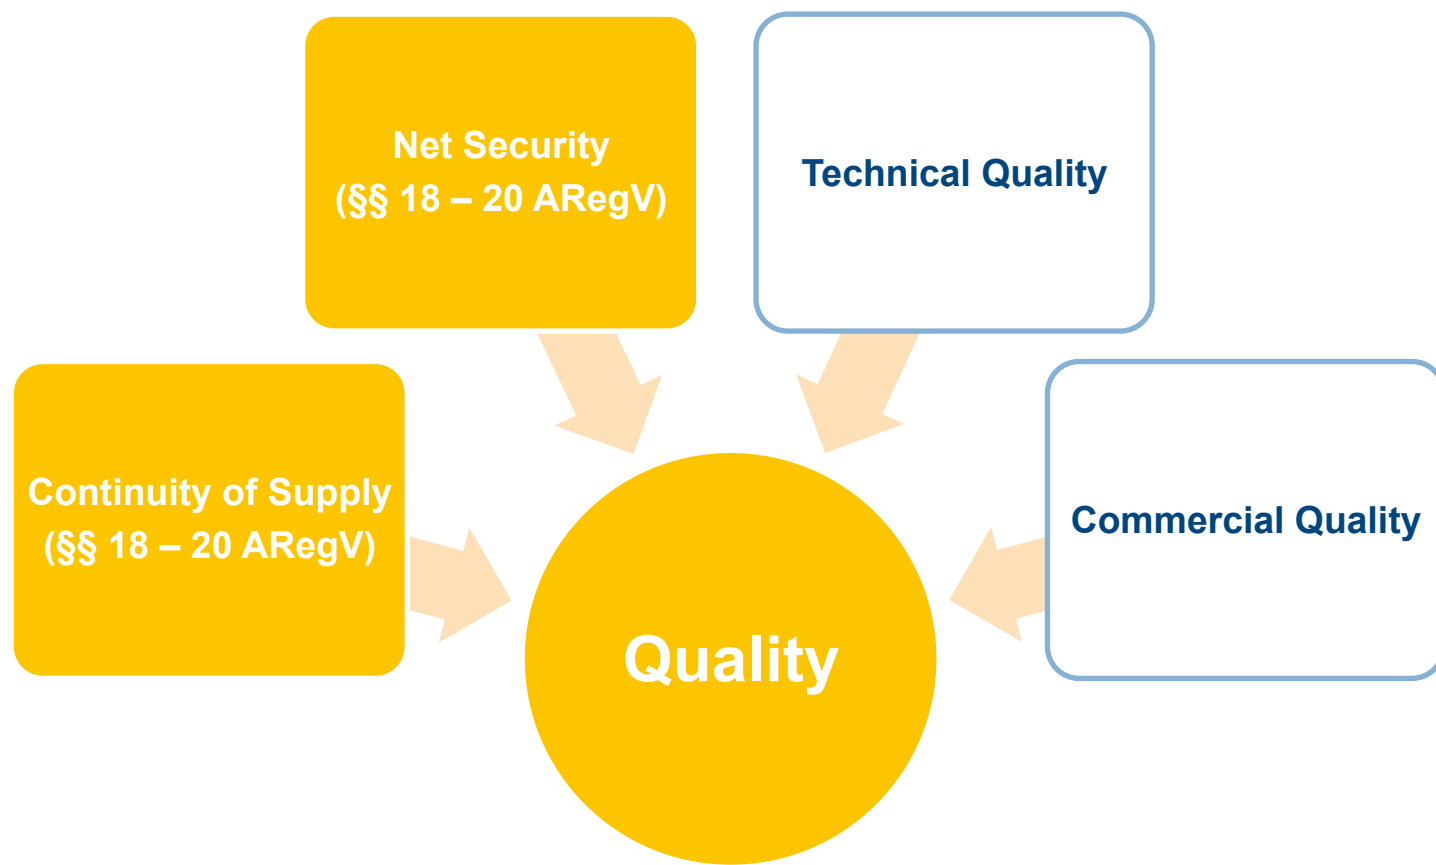 Net Security
(§§ 18 – 20 ARegV)
Technical Quality
Continuity of Supply
(§§ 18 – 20 ARegV)
Commercial Quality
Quality